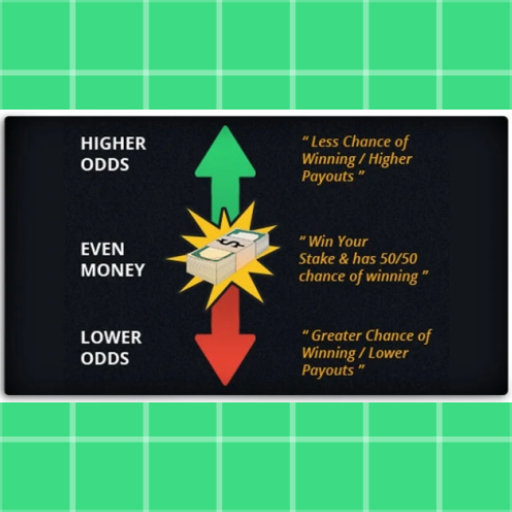 HIGHER
ODDS
“ Less Chance of
Winning / Higher
Payouts ”
$
EVEN
MONEY
“ Win Your
Stake & has 50/50
chance of winning ”
LOWER
ODDS
“ Greater Chance of
Winning / Lower
Payouts ”